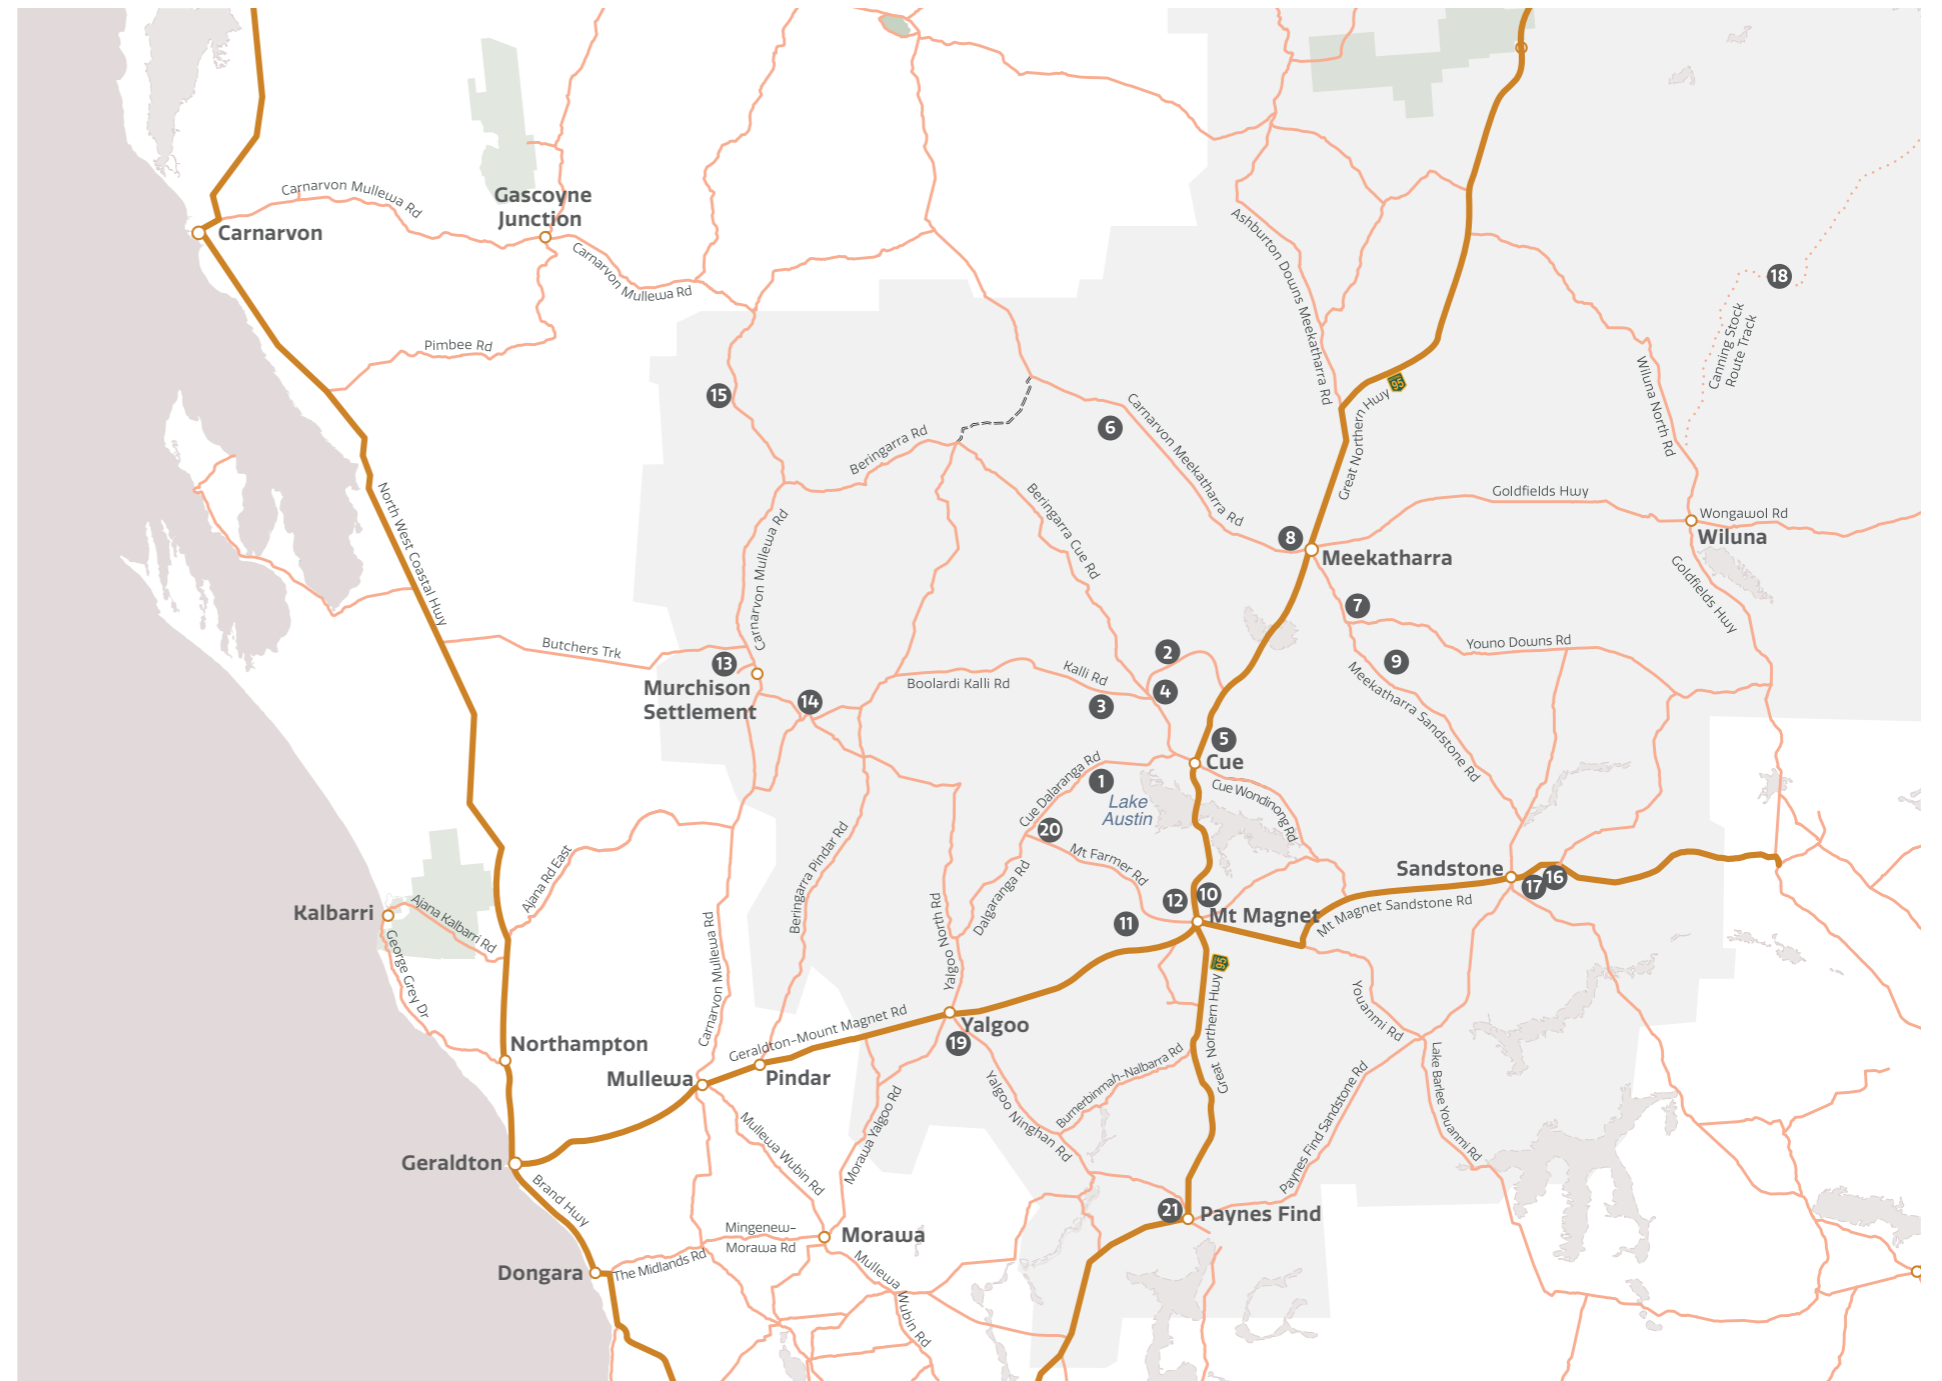 Carnarvon Mullewa Rd
Gascoyne
Junction
Carnarvon
Carnarvon Mullewa Rd
Pimbee Rd
Ashburton Downs Meekatharra Rd
18
Canning Stock
Route Track
Wiluna North Rd
95
Great Northern Hwy
15
6
Carnarvon Meekatharra Rd
Beringarra Rd
Beringarra Cue Rd
North West Coastal Hwy
Goldfields Hwy
Wongawol Rd
Wiluna
Goldfields Hwy
8
Meekatharra
7
Carnarvon Mullewa Rd
Butchers Trk
13
Murchison
Settlement
14
Boolardi Kalli Rd
Kalli Rd
2
4
3
9
Youno Downs Rd
Meekatharra Sandstone Rd
5
Cue
Cue Dalaranga Rd
1
Lake
Austin
Cue Wondinong Rd
20
Mt Farmer Rd
Dalgaranga Rd
Beringarra Pindar Rd
Ajana Rd East
Sandstone
17
16
Kalbarri
Ajana Kalbarri Rd
George Grey Dr
Carnarvon Mullewa Rd
Yalgoo North Rd
12
10
11
Mt Magnet
Mt Magnet Sandstone Rd
95
Great Northern Hwy
Youanmi Rd
Geraldton-Mount Magnet Rd
Yalgoo
19
Northampton
Mullewa
Pindar
Yalgoo Ninghan Rd
Burnerbinmah-Nalbarra Rd
Paynes Find Sandstone Rd
Lake Barlee Youanmi Rd
Morawa Yalgoo Rd
Mullewa Wubin Rd
Geraldton
Brand Hwy
21
Paynes Find
Mingenew-
Morawa Rd
Morawa
Dongara
The Midlands Rd
Mullewa Wubin Rd